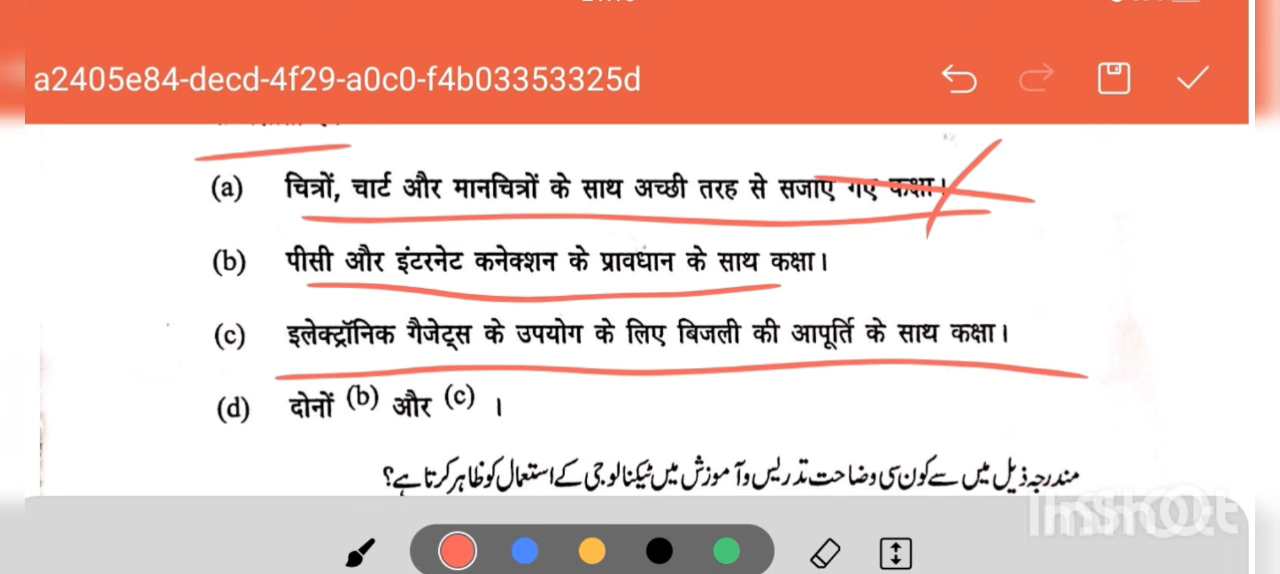 a2405e84-decd-4f29-a0c0-f4b03353325d
(a) चित्रों, चार्ट और मानचित्रों के साथ अच्छी तरह से सजाए गए कक्षा।
(b) पीसी और इंटरनेट कनेक्शन के प्रावधान के साथ कक्षा।
(c) इलेक्ट्रॉनिक गैजेट्स के उपयोग के लिए बिजली की आपूर्ति के साथ कक्षा।
(d) दोनों (b) और (c) ।
مندرجہ ذیل میں سے کون سی وضاحت تدریس و آموزش میں ٹیکنالوجی کے استعمال کو ظاہر کرتا ہے؟